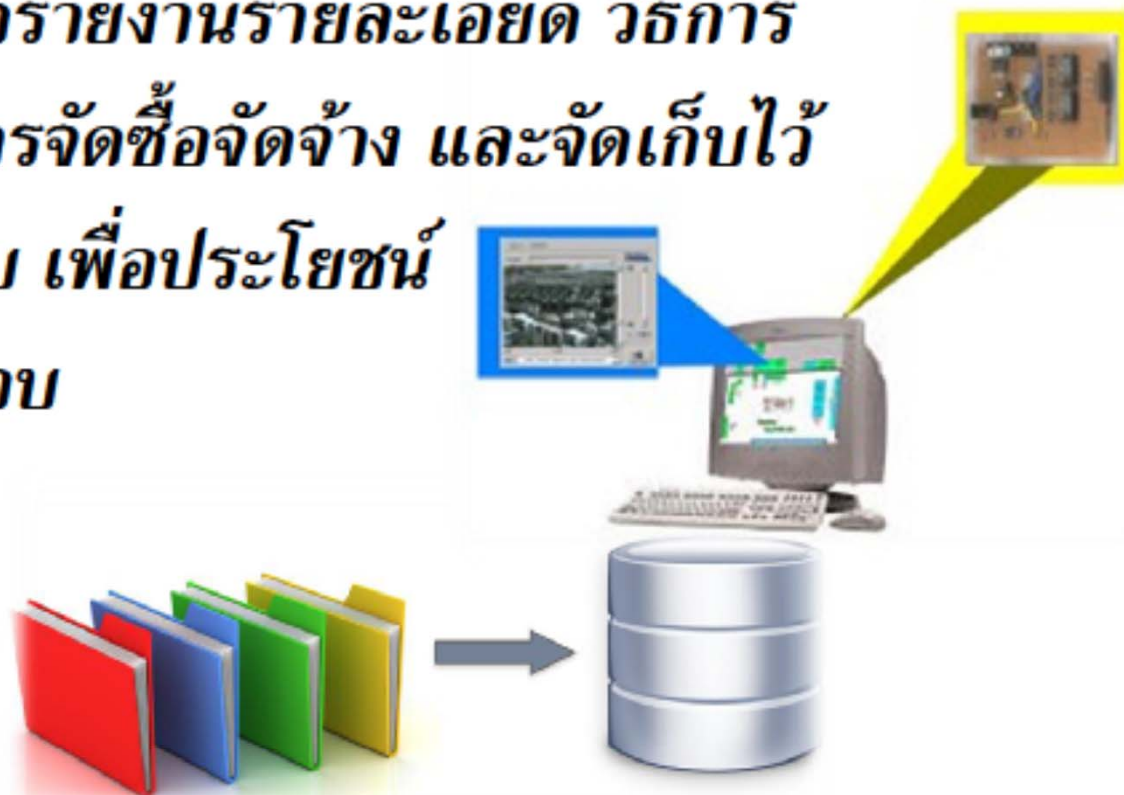 รายงานรายละเอียด วิธีการ
รจัดซื้อจัดจ้าง และจัดเก็บไว้
เพื่อประโยชน์